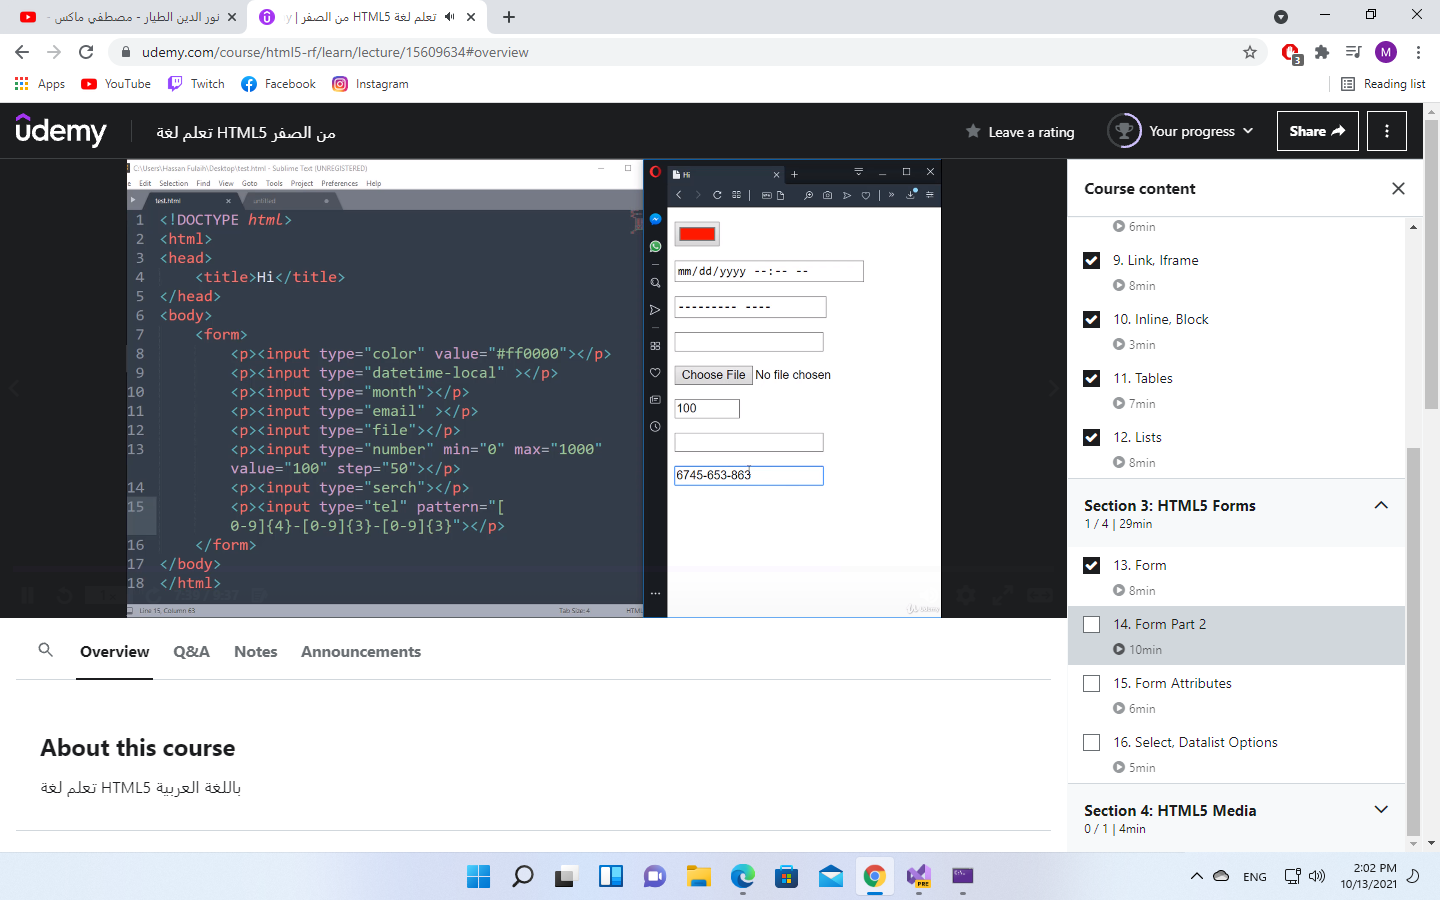 نور الدين الطيار - مصطفي ماكس -
تعلم لغة HTML5 من الصفر |
udemy.com/course/html5-rf/learn/lecture/15609634#overview
3
M
Apps
YouTube
Twitch
Facebook
Instagram
Reading list
ûdemy
تعلم لغة HTML5 من الصفر
Leave a rating
Your progress
Share
C:\Users\Hassan Fulaih\Desktop\test.html - Sublime Text (UNREGISTERED)
e Edit Selection Find View Goto Tools Project Preferences Help
test.html
untitled
1 <!DOCTYPE html>
2 <html>
3 <head>
4 <title>Hi</title>
5 </head>
6 <body>
7 <form>
8 <p><input type="color" value="#ff0000"></p>
9 <p><input type="datetime-local" ></p>
10 <p><input type="month"></p>
11 <p><input type="email" ></p>
12 <p><input type="file"></p>
13 <p><input type="number" min="0" max="1000"
value="100" step="50"></p>
14 <p><input type="serch"></p>
15 <p><input type="tel" pattern="[
0-9]{4}-[0-9]{3}-[0-9]{3}"></p>
16 </form>
17 </body>
18 </html>
Line 15, Column 63
Tab Size: 4
HTML
Hi
mm/dd/yyyy --:-- --
--------- ----
Choose File No file chosen
100
6745-653-863
Udemy
Course content
6min
9. Link, Iframe
8min
10. Inline, Block
3min
11. Tables
7min
12. Lists
8min
Section 3: HTML5 Forms
1 / 4 | 29min
13. Form
8min
14. Form Part 2
10min
15. Form Attributes
6min
16. Select, Datalist Options
5min
Section 4: HTML5 Media
0 / 1 | 4min
Overview
Q&A
Notes
Announcements
About this course
تعلم لغة HTML5 باللغة العربية
PRE
ENG
2:02 PM
10/13/2021